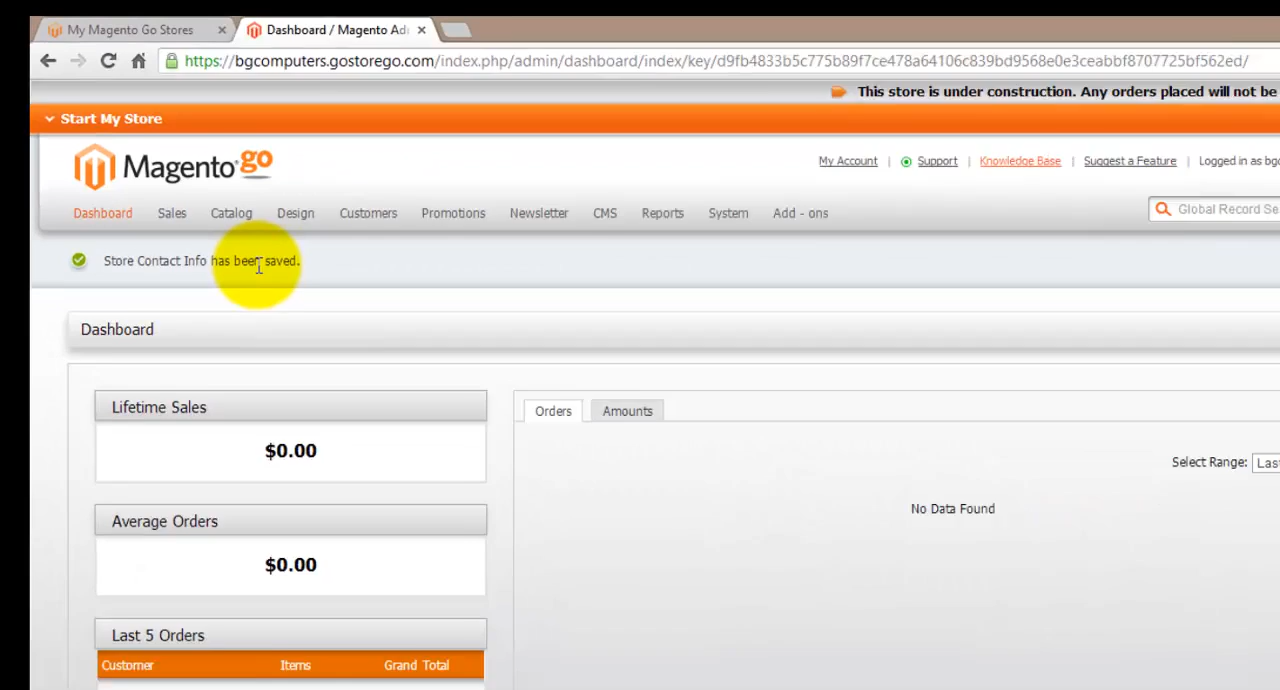 My Magento Go Stores
Dashboard / Magento Ad
https://bgcomputers.gostorego.com/index.php/admin/dashboard/index/key/d9fb4833b5c775b89f7ce478a64106c839bd9568e0e3ceabbf8707725bf562ed/
This store is under construction. Any orders placed will not be
Start My Store
Magento go
My Account | Support | Knowledge Base | Suggest a Feature | Logged in as bgc
Dashboard Sales Catalog Design Customers Promotions Newsletter CMS Reports System Add - ons
Global Record Se
Store Contact Info has been saved.
Dashboard
Lifetime Sales
$0.00
Orders Amounts
Select Range: Las
No Data Found
Average Orders
$0.00
Last 5 Orders
Customer Items Grand Total